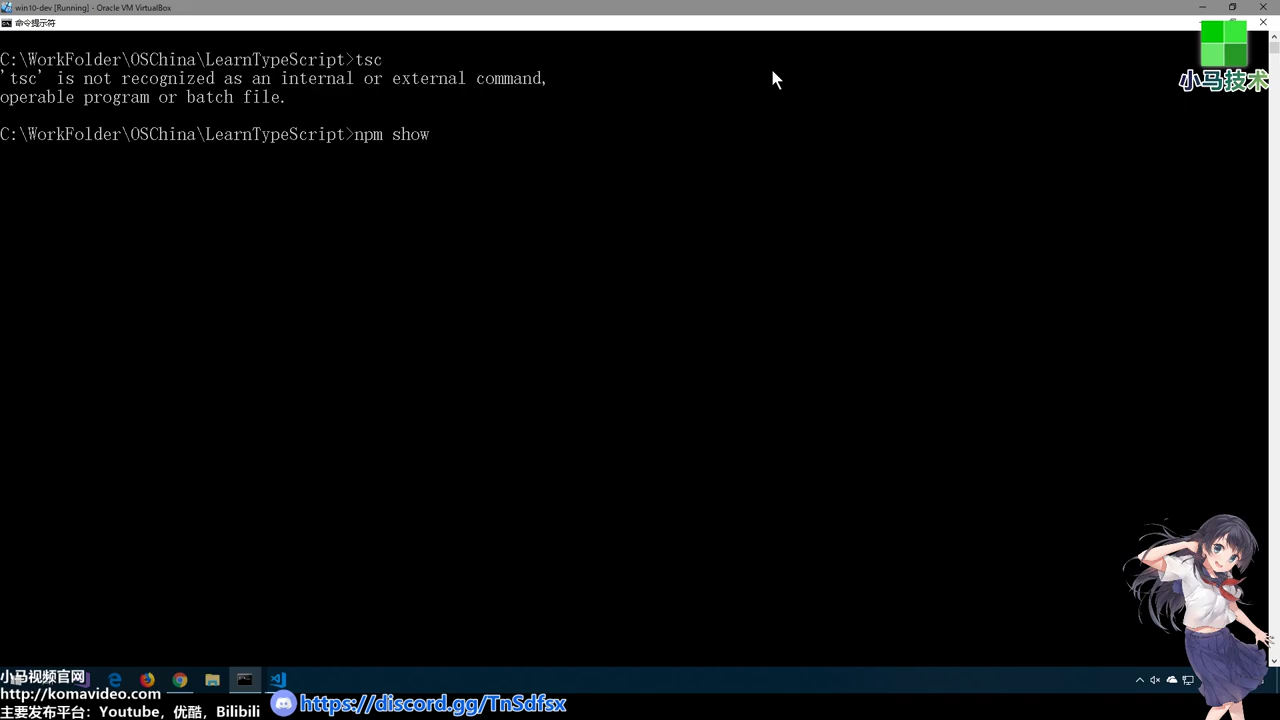 win10-dev [Running] - Oracle VM VirtualBox
命令提示符
C:\WorkFolder\OSChina\LearnTypeScript>tsc
'tsc' is not recognized as an internal or external command,
operable program or batch file.
C:\WorkFolder\OSChina\LearnTypeScript>npm show
小马技术
小马视频官网
http://komavideo.com
主要发布平台：Youtube，优酷，Bilibili
https://discord.gg/TnSdfsx